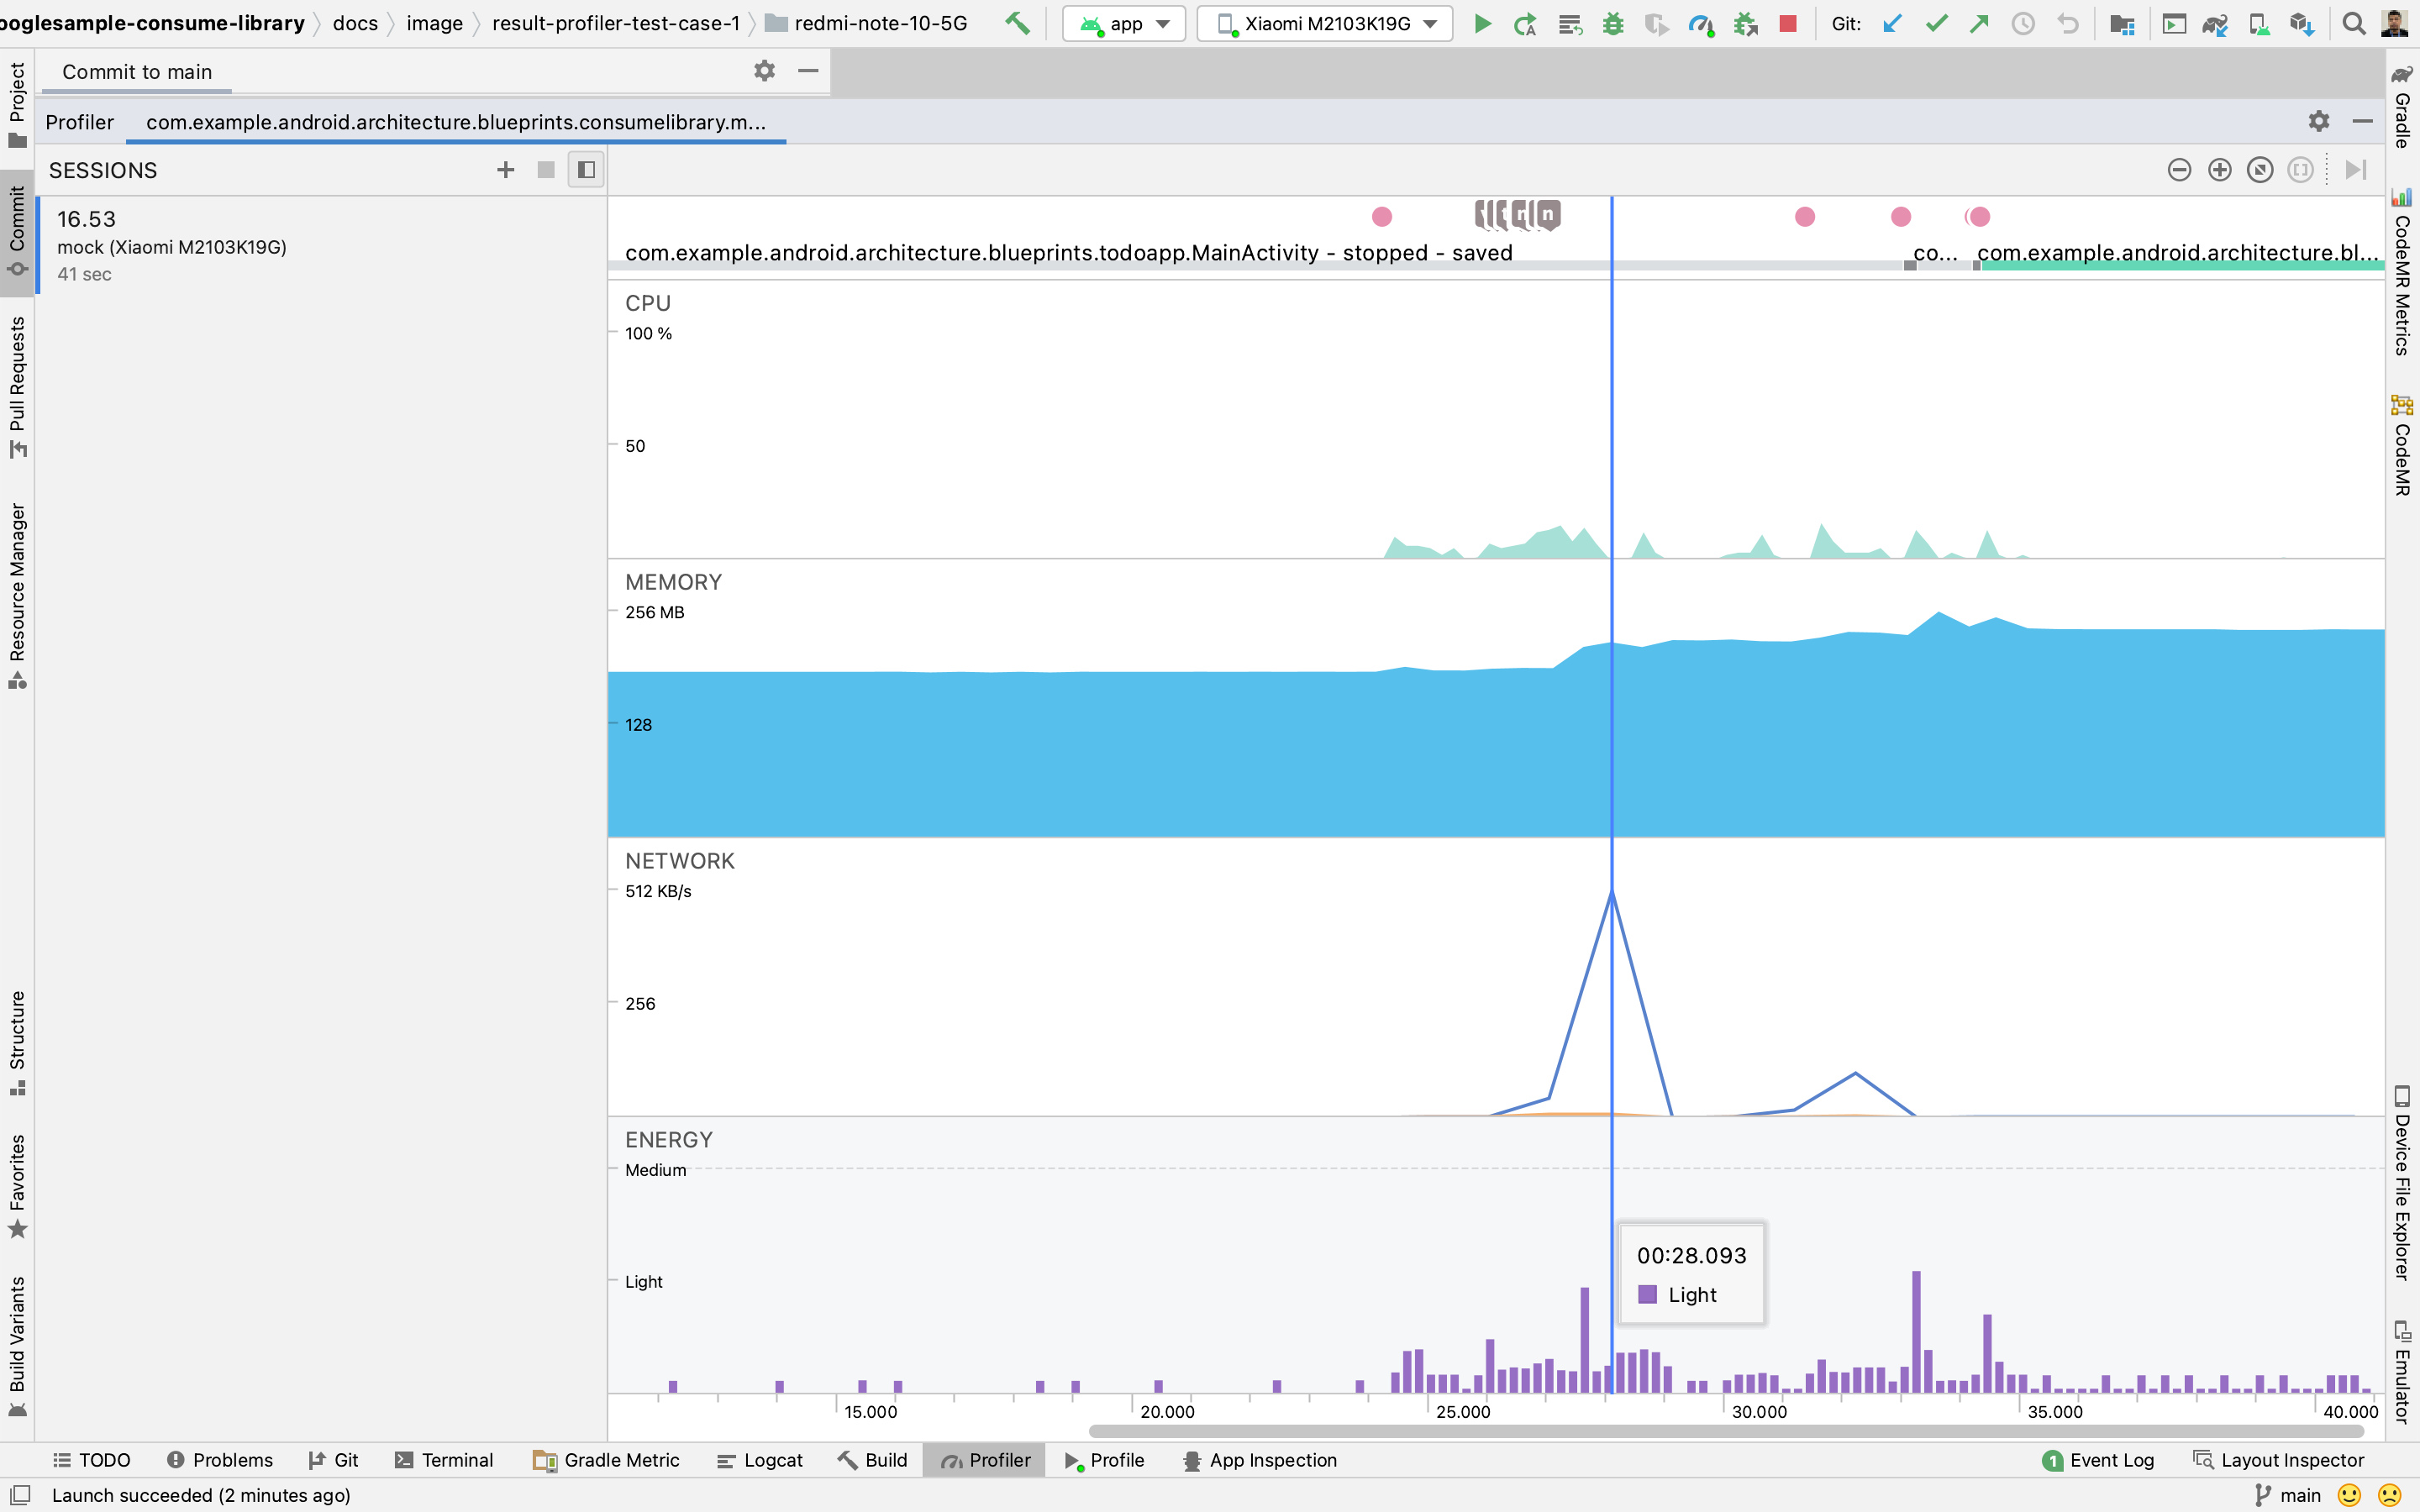 ooglesample-consume-library docs image result-profiler-test-case-1 redmi-note-10-5G app Xiaomi M2103K19G Git:
Commit to main
Profiler com.example.android.architecture.blueprints.consumelibrary.m...
SESSIONS
16.53
mock (Xiaomi M2103K19G)
41 sec
t n n
com.example.android.architecture.blueprints.todoapp.MainActivity - stopped - saved co... com.example.android.architecture.bl...
CPU
100 %
50
MEMORY
256 MB
128
NETWORK
512 KB/s
256
ENERGY
Medium
Light
00:28.093
Light
15.000 20.000 25.000 30.000 35.000 40.000
Project
Commit
Pull Requests
Resource Manager
Structure
Favorites
Build Variants
Gradle
CodeMR Metrics
CodeMR
Device File Explorer
Emulator
TODO Problems Git Terminal Gradle Metric Logcat Build Profiler Profile App Inspection 1 Event Log Layout Inspector
Launch succeeded (2 minutes ago) main